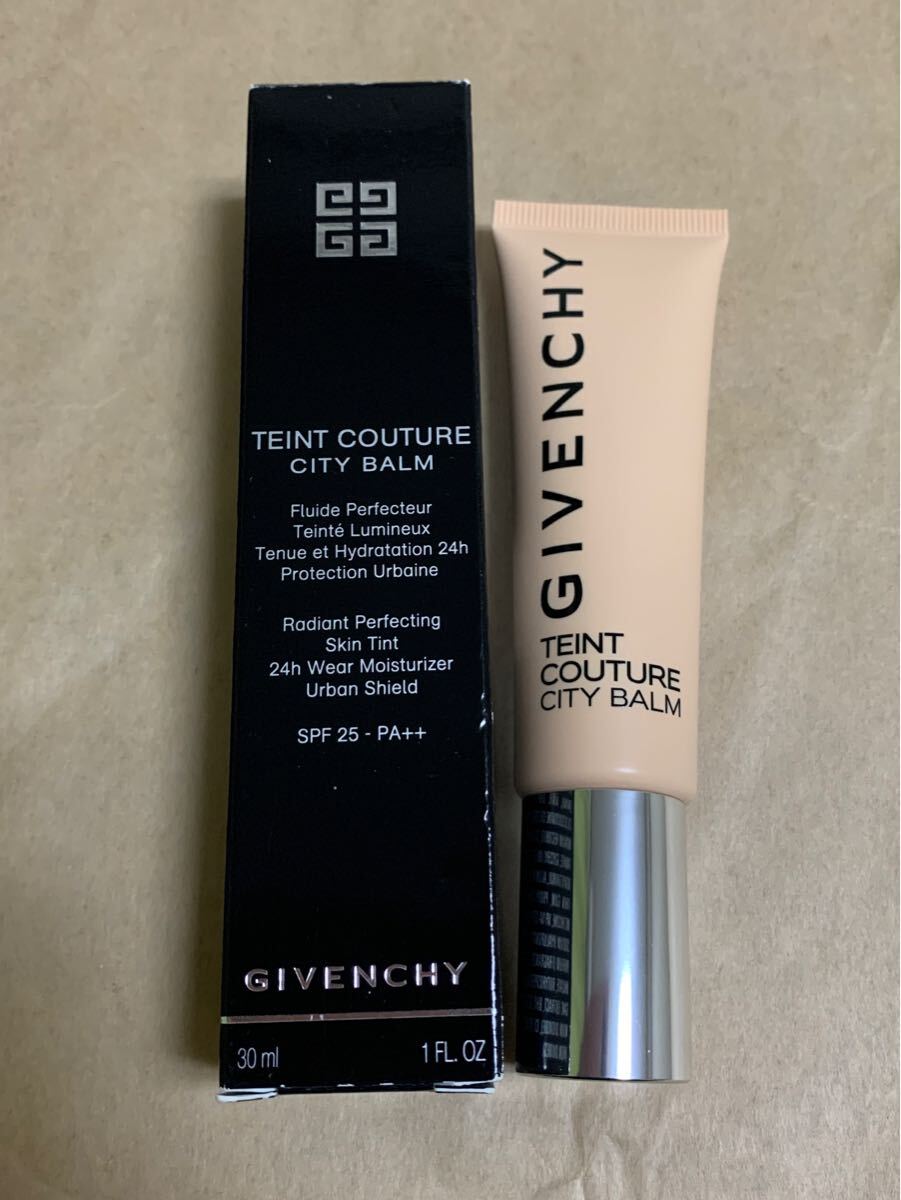 TEINT COUTURE
CITY BALM
Fluide Perfecteur
Teinté Lumineux
Tenue et Hydratation 24h
Protection Urbaine
Radiant Perfecting
Skin Tint
24h Wear Moisturizer
Urban Shield
SPF 25 - PA++
GIVENCHY
30 ml 1 FL. OZ
GIVENCHY
TEINT
COUTURE
CITY BALM